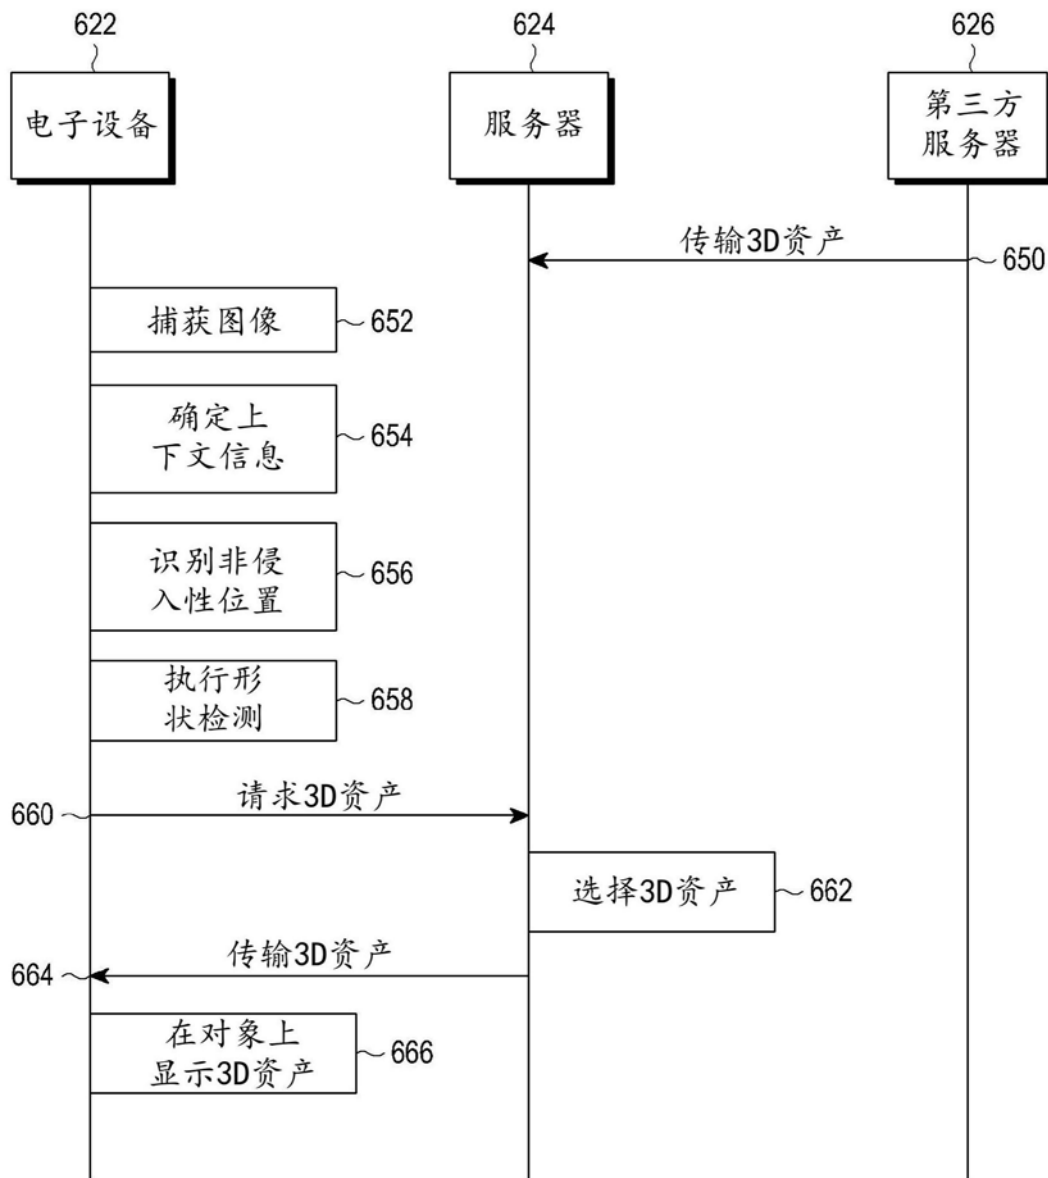 622
624
626
电子设备
服务器
第三方
服务器
传输3D资产
650
捕获图像
652
确定上
下文信息
654
识别非侵
入性位置
656
执行形
状检测
658
660
请求3D资产
选择3D资产
662
664
传输3D资产
在对象上
显示3D资产
666